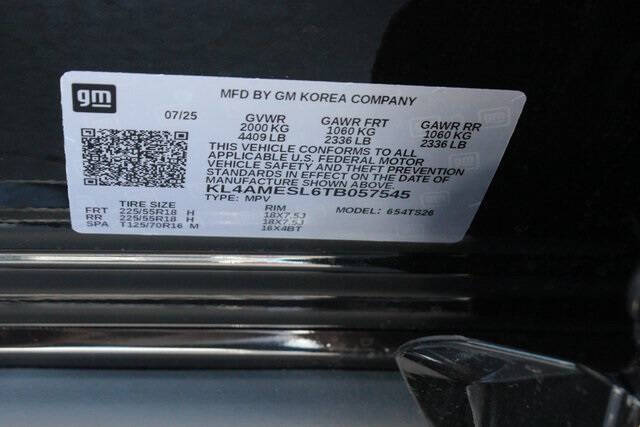 gm
MFD BY GM KOREA COMPANY
07/25 GVWR GAWR FRT GAWR RR
2000 KG 1060 KG 1060 KG
4409 LB 2336 LB 2336 LB
THIS VEHICLE CONFORMS TO ALL
APPLICABLE U.S. FEDERAL MOTOR
VEHICLE SAFETY AND THEFT
PREVENTION STANDARDS
IN EFFECT ON THE DATE OF
MANUFACTURE SHOWN ABOVE.
KL4AMESL6TB057545
TYPE: MPV MODEL: 654TS26
TIRE SIZE RIM
FRT 225/55R18 H 18X7.5J
RR 225/55R18 H 18X7.5J
SPA T125/70R16 M 16X4BT